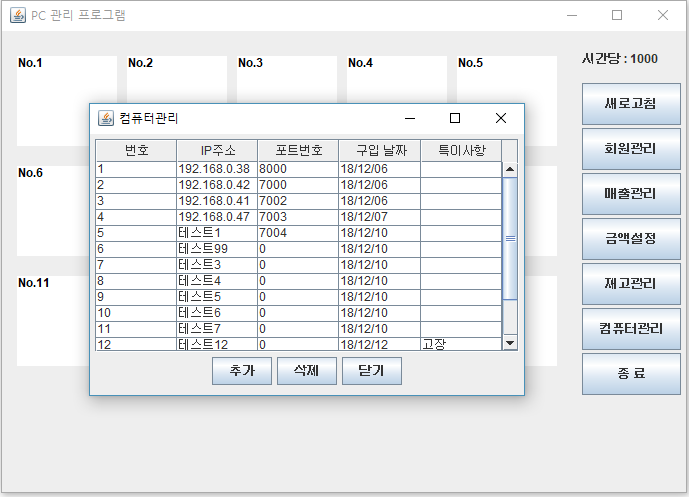 PC 관리 프로그램
No.1 No.2 No.3 No.4 No.5
시간당 : 1000
새로고침
회원관리
매출관리
금액설정
재고관리
컴퓨터관리
종 료
No.6
No.11
컴퓨터관리
번호 IP주소 포트번호 구입 날짜 특이사항
1 192.168.0.38 8000 18/12/06
2 192.168.0.42 7000 18/12/06
3 192.168.0.41 7002 18/12/06
4 192.168.0.47 7003 18/12/07
5 테스트1 7004 18/12/10
6 테스트99 0 18/12/10
7 테스트3 0 18/12/10
8 테스트4 0 18/12/10
9 테스트5 0 18/12/10
10 테스트6 0 18/12/10
11 테스트7 0 18/12/10
12 테스트12 0 18/12/12 고장
추가 삭제 닫기